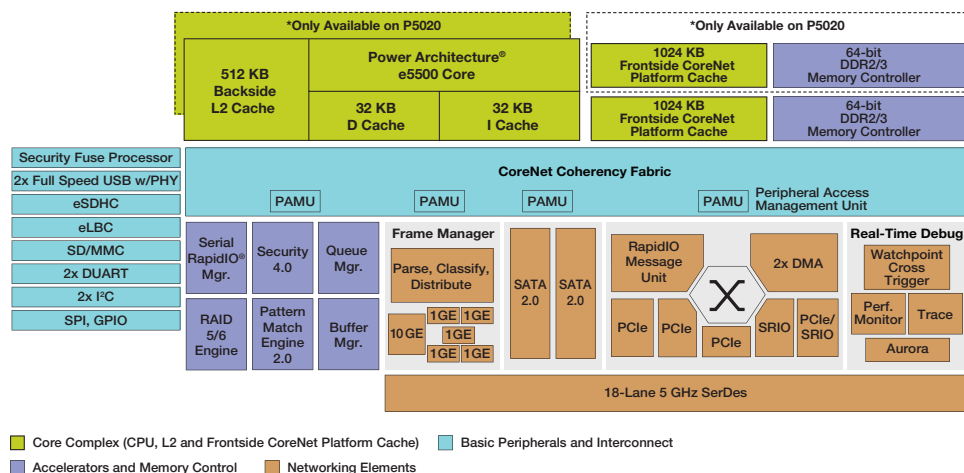 *Only Available on P5020
*Only Available on P5020
512 KB
Backside
L2 Cache
Power Architecture®
e5500 Core
32 KB
D Cache
32 KB
I Cache
1024 KB
Frontside CoreNet
Platform Cache
64-bit
DDR2/3
Memory Controller
1024 KB
Frontside CoreNet
Platform Cache
64-bit
DDR2/3
Memory Controller
Security Fuse Processor
2x Full Speed USB w/PHY
eSDHC
eLBC
SD/MMC
2x DUART
2x I²C
SPI, GPIO
CoreNet Coherency Fabric
PAMU
PAMU
PAMU
PAMU
Peripheral Access
Management Unit
Serial
RapidIO®
Mgr.
Security
4.0
Queue
Mgr.
RAID
5/6
Engine
Pattern
Match
Engine
2.0
Buffer
Mgr.
Frame Manager
Parse, Classify,
Distribute
10 GE
1GE
1GE
1GE
1GE
1GE
SATA
2.0
SATA
2.0
RapidIO
Message
Unit
2x DMA
PCIe
PCIe
PCIe
SRIO
PCIe/
SRIO
Real-Time Debug
Watchpoint
Cross
Trigger
Perf.
Monitor
Trace
Aurora
18-Lane 5 GHz SerDes
Core Complex (CPU, L2 and Frontside CoreNet Platform Cache)
Basic Peripherals and Interconnect
Accelerators and Memory Control
Networking Elements